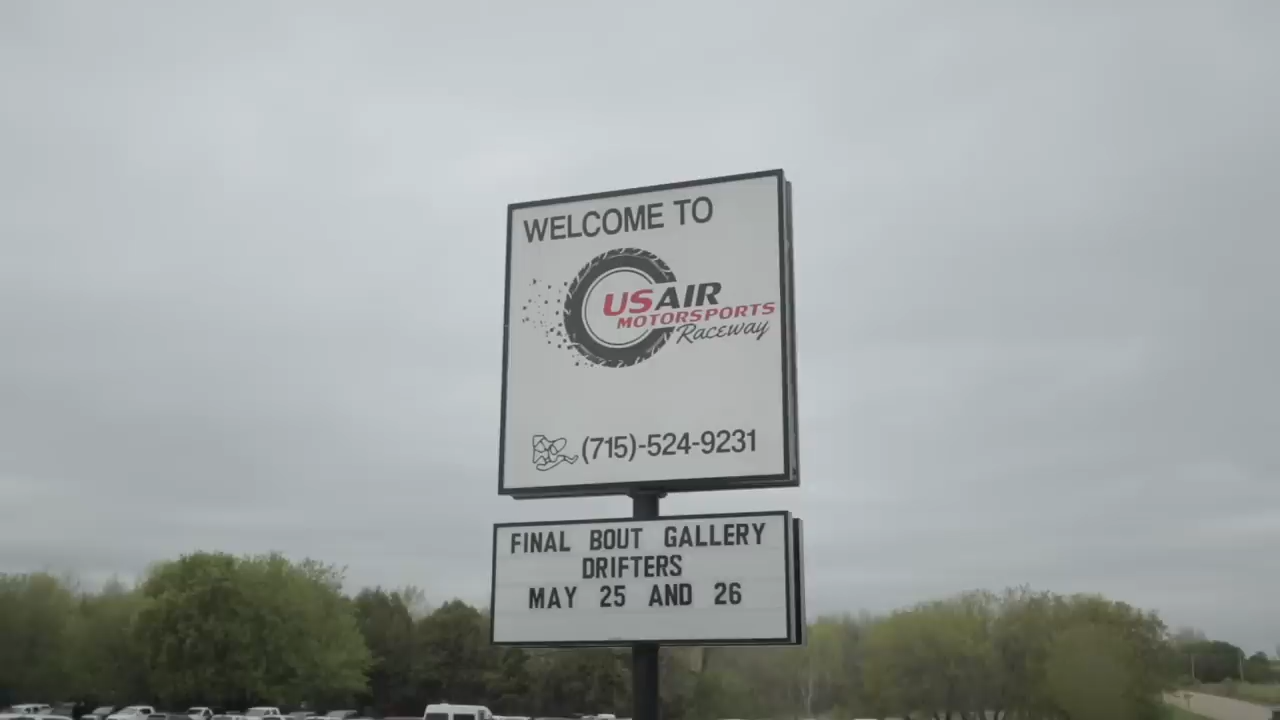 WELCOME TO
USAIR
MOTORSPORTS
Raceway
(715)-524-9231
FINAL BOUT GALLERY
DRIFTERS
MAY 25 AND 26